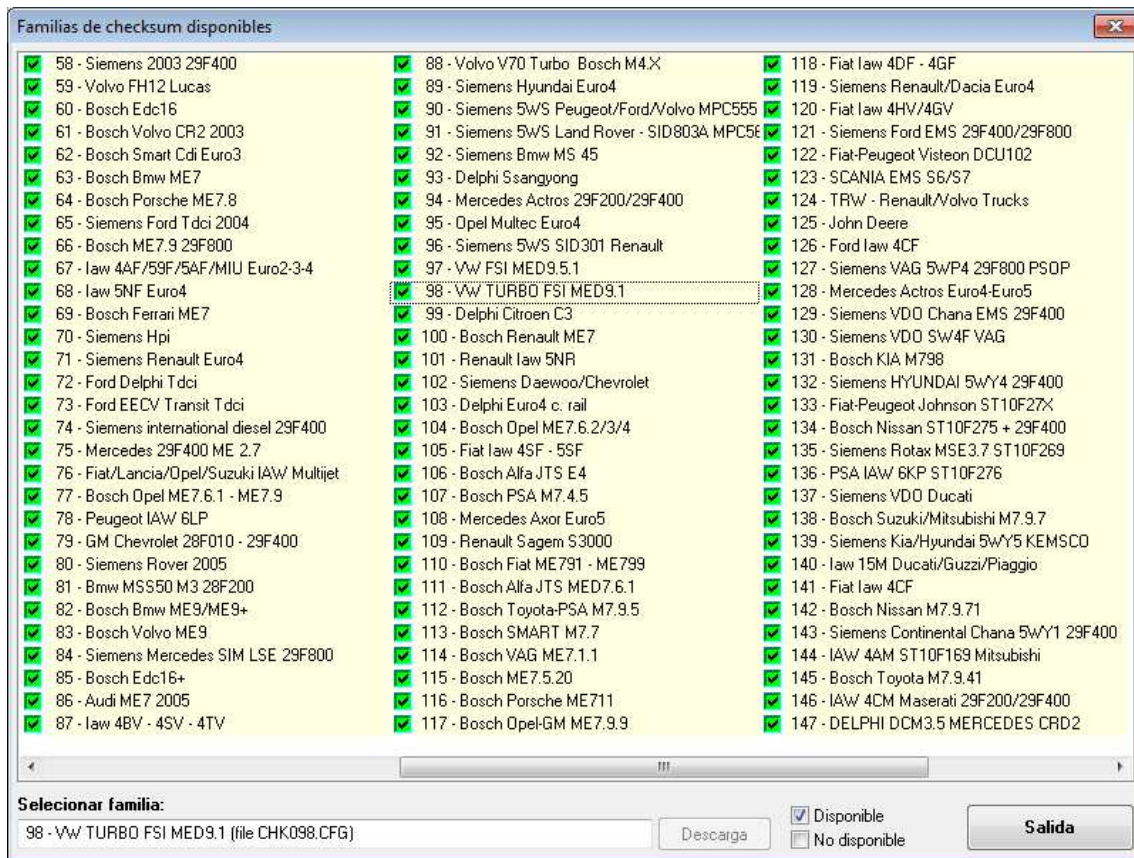 Familias de checksum disponibles
58 - Siemens 2003 29F400
59 - Volvo FH12 Lucas
60 - Bosch Edc16
61 - Bosch Volvo CR2 2003
62 - Bosch Smart Cdi Euro3
63 - Bosch Bmw ME7
64 - Bosch Porsche ME7.8
65 - Siemens Ford Tdci 2004
66 - Bosch ME7.9 29F800
67 - Iaw 4AF/59F/5AF/MIU Euro2-3-4
68 - Iaw 5NF Euro4
69 - Bosch Ferrari ME7
70 - Siemens Hpi
71 - Siemens Renault Euro4
72 - Ford Delphi Tdci
73 - Ford EECV Transit Tdci
74 - Siemens international diesel 29F400
75 - Mercedes 29F400 ME 2.7
76 - Fiat/Lancia/Opel/Suzuki IAW Multijet
77 - Bosch Opel ME7.6.1 - ME7.9
78 - Peugeot IAW 6LP
79 - GM Chevrolet 28F010 - 29F400
80 - Siemens Rover 2005
81 - Bmw MSS50 M3 28F200
82 - Bosch Bmw ME9/ME9+
83 - Bosch Volvo ME9
84 - Siemens Mercedes SIM LSE 29F800
85 - Bosch Edc16+
86 - Audi ME7 2005
87 - Iaw 4BV - 4SV - 4TV
88 - Volvo V70 Turbo Bosch M4.X
89 - Siemens Hyundai Euro4
90 - Siemens 5WS Peugeot/Ford/Volvo MPC555
91 - Siemens 5WS Land Rover - SID803A MPC56
92 - Siemens Bmw MS 45
93 - Delphi Ssangyong
94 - Mercedes Actros 29F200/29F400
95 - Opel Multec Euro4
96 - Siemens 5WS SID301 Renault
97 - VW FSI MED9.5.1
98 - VW TURBO FSI MED9.1
99 - Delphi Citroen C3
100 - Bosch Renault ME7
101 - Renault Iaw 5NR
102 - Siemens Daewoo/Chevrolet
103 - Delphi Euro4 c. rail
104 - Bosch Opel ME7.6.2/3/4
105 - Fiat Iaw 4SF - 5SF
106 - Bosch Alfa JTS E4
107 - Bosch PSA M7.4.5
108 - Mercedes Axor Euro5
109 - Renault Sagem S3000
110 - Bosch Fiat ME791 - ME799
111 - Bosch Alfa JTS MED7.6.1
112 - Bosch Toyota-PSA M7.9.5
113 - Bosch SMART M7.7
114 - Bosch VAG ME7.1.1
115 - Bosch ME7.5.20
116 - Bosch Porsche ME711
117 - Bosch Opel-GM ME7.9.9
118 - Fiat Iaw 4DF - 4GF
119 - Siemens Renault/Dacia Euro4
120 - Fiat Iaw 4HV/4GV
121 - Siemens Ford EMS 29F400/29F800
122 - Fiat-Peugeot Visteon DCU102
123 - SCANIA EMS S6/S7
124 - TRW - Renault/Volvo Trucks
125 - John Deere
126 - Ford Iaw 4CF
127 - Siemens VAG 5WP4 29F800 PSOP
128 - Mercedes Actros Euro4-Euro5
129 - Siemens VDO Chana EMS 29F400
130 - Siemens VDO SW4F VAG
131 - Bosch KIA M798
132 - Siemens HYUNDAI 5WY4 29F400
133 - Fiat-Peugeot Johnson ST10F27X
134 - Bosch Nissan ST10F275 + 29F400
135 - Siemens Rotax MSE3.7 ST10F269
136 - PSA IAW 6KP ST10F276
137 - Siemens VDO Ducati
138 - Bosch Suzuki/Mitsubishi M7.9.7
139 - Siemens Kia/Hyundai 5WY5 KEMSCO
140 - Iaw 15M Ducati/Guzzi/Piaggio
141 - Fiat Iaw 4CF
142 - Bosch Nissan M7.9.71
143 - Siemens Continental Chana 5WY1 29F400
144 - IAW 4AM ST10F169 Mitsubishi
145 - Bosch Toyota M7.9.41
146 - IAW 4CM Maserati 29F200/29F400
147 - DELPHI DCM3.5 MERCEDES CRD2
Selecionar familia:
98 - VW TURBO FSI MED9.1 (file CHK098.CFG)
Descarga
Disponible
No disponible
Salida